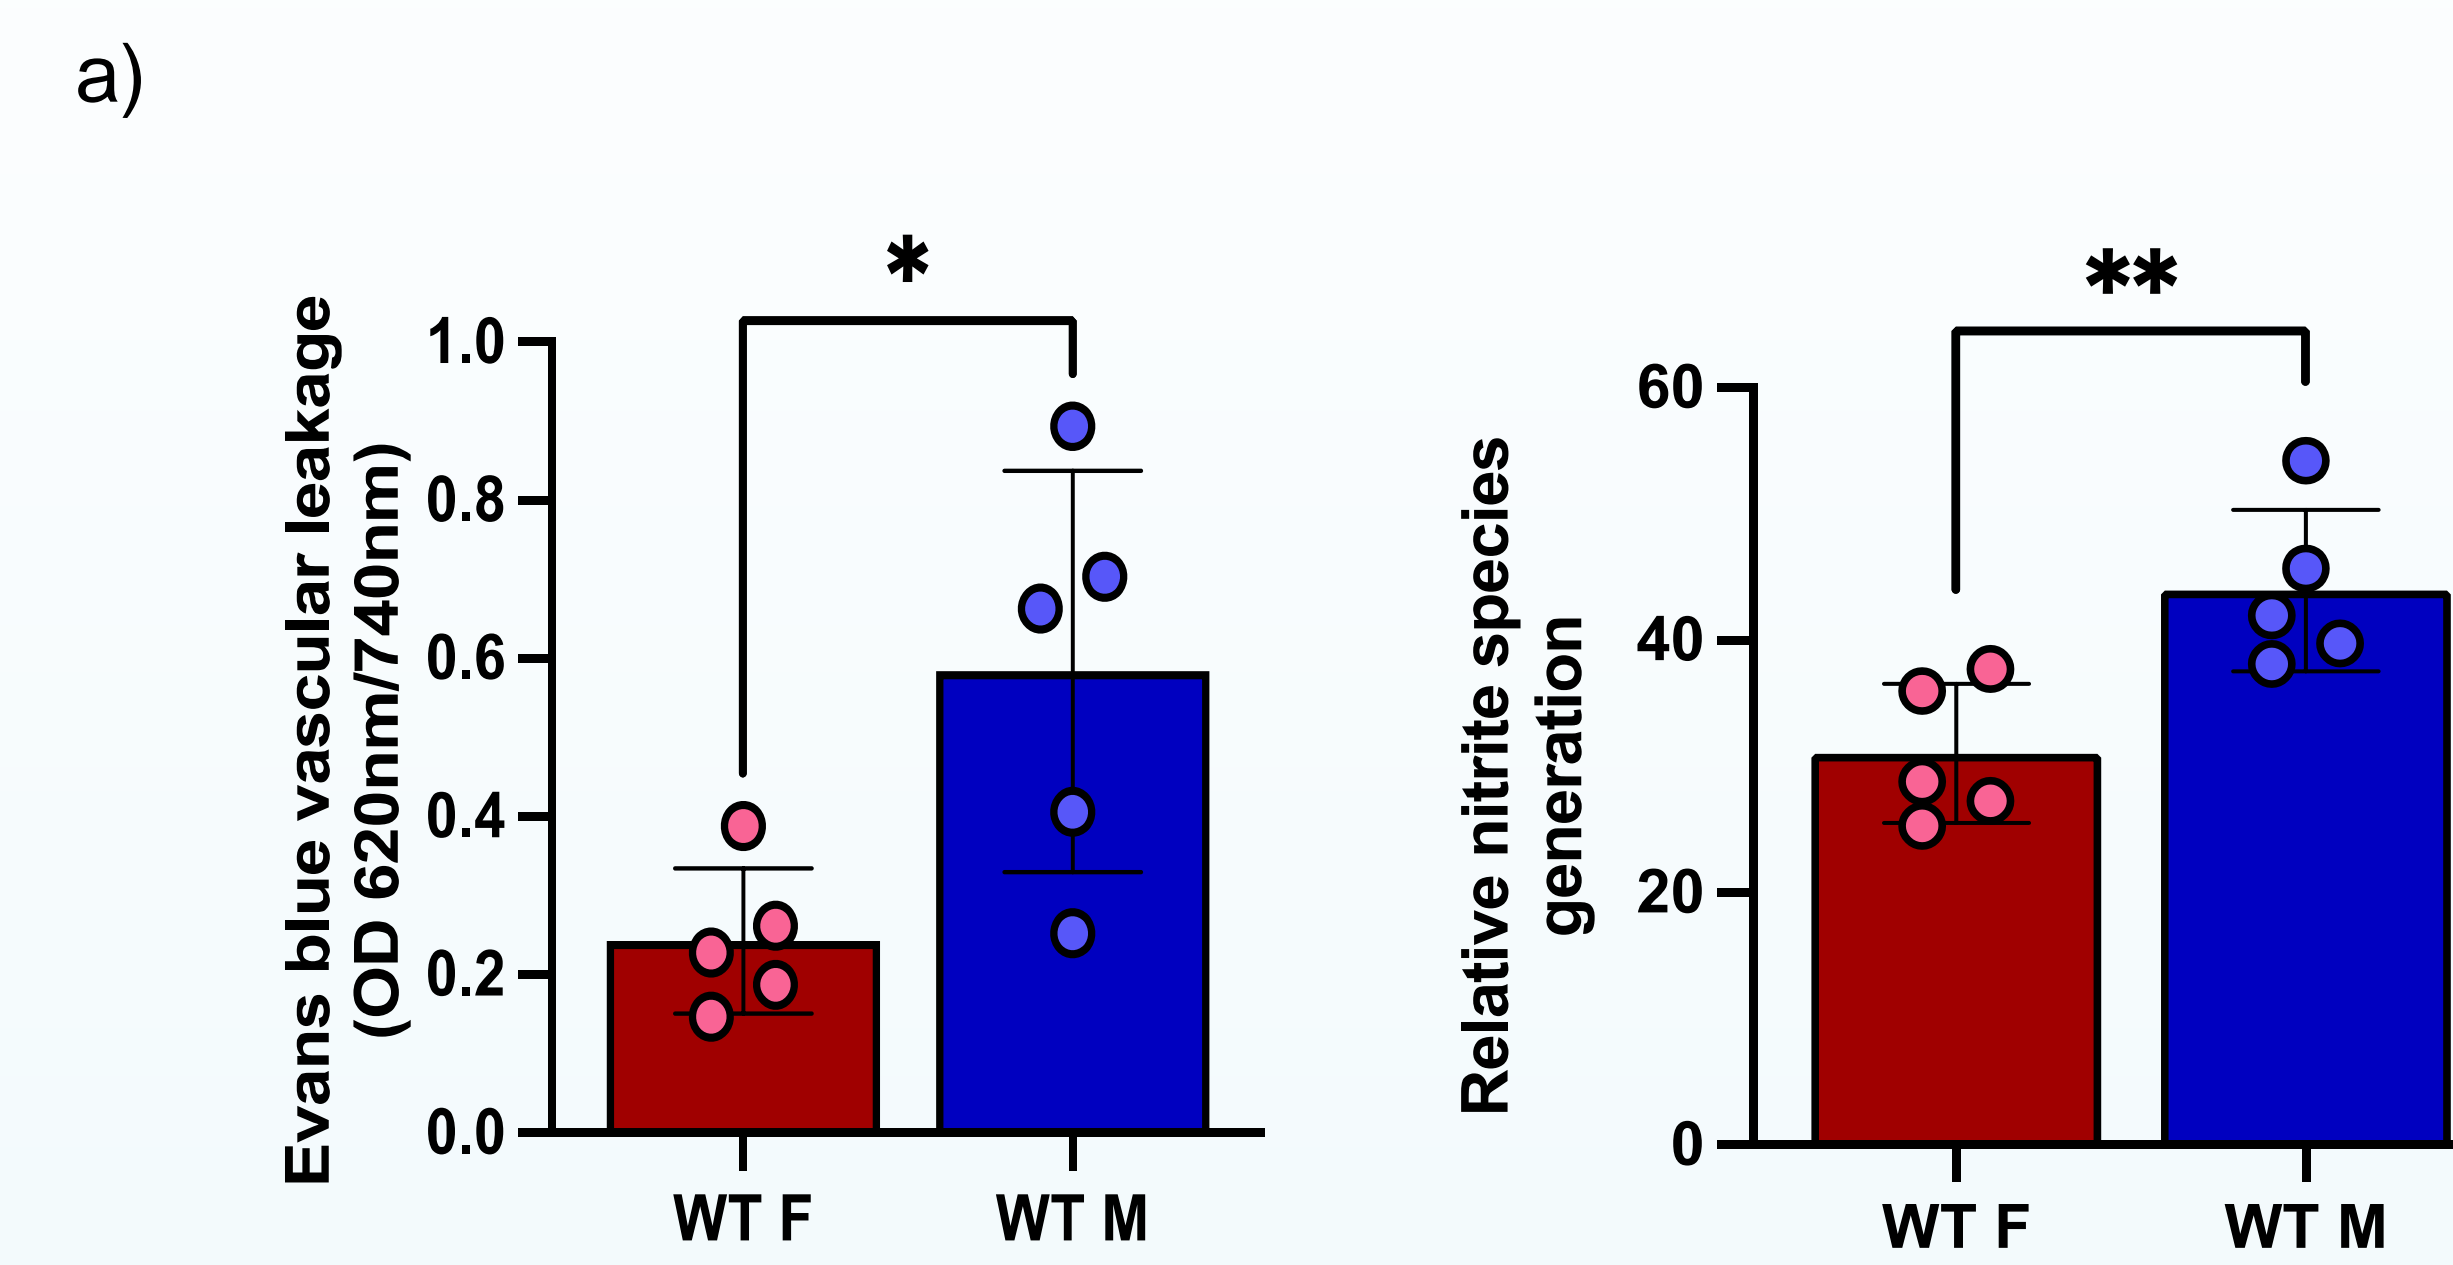 a)
*
Evans blue vascular leakage
(OD 620nm/740nm)
1.0
0.8
0.6
0.4
0.2
0.0
WT F
WT M
**
Relative nitrite species
generation
60
40
20
0
WT F
WT M